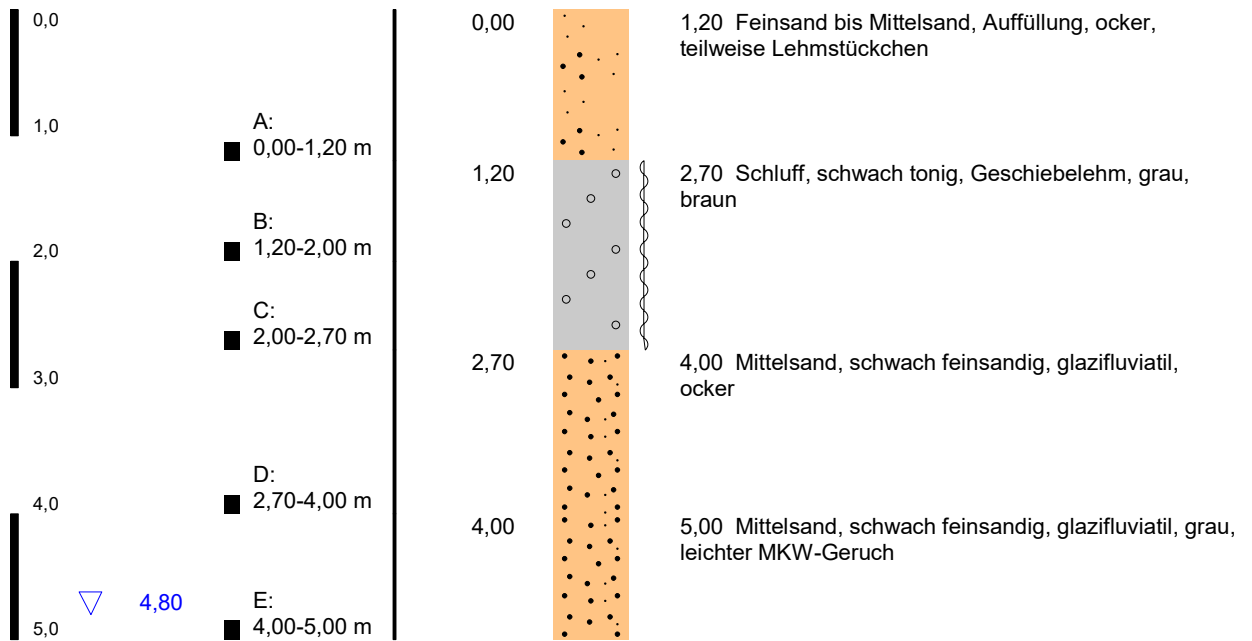 0,0
1,0
2,0
3,0
4,0
5,0
4,80
A:
0,00-1,20 m
B:
1,20-2,00 m
C:
2,00-2,70 m
D:
2,70-4,00 m
E:
4,00-5,00 m
0,00
1,20 Feinsand bis Mittelsand, Auffüllung, ocker,
teilweise Lehmstückchen
1,20
2,70 Schluff, schwach tonig, Geschiebelehm, grau,
braun
2,70
4,00 Mittelsand, schwach feinsandig, glazifluviatil,
ocker
4,00
5,00 Mittelsand, schwach feinsandig, glazifluviatil, grau,
leichter MKW-Geruch